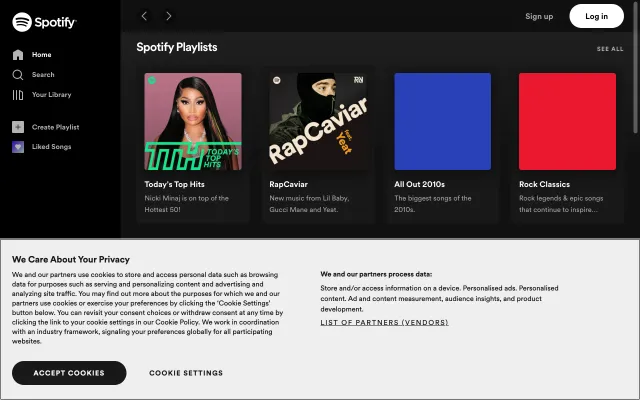 Spotify
Sign up
Log in
Home
Search
Your Library
Create Playlist
Liked Songs
Spotify Playlists
SEE ALL
TTH TODAY'S
TOP
HITS
RapCaviar
feat.
Yeat
Today's Top Hits
Nicki Minaj is on top of the
Hottest 50!
RapCaviar
New music from Lil Baby,
Gucci Mane and Yeat.
All Out 2010s
The biggest songs of the
2010s.
Rock Classics
Rock legends & epic songs
that continue to inspire...
We Care About Your Privacy
We and our partners use cookies to store and access personal data such as browsing
data for purposes such as serving and personalizing content and advertising and
analyzing site traffic. You may find out more about the purposes for which we and our
partners use cookies or exercise your preferences by clicking the 'Cookie Settings'
button below. You can revisit your consent choices or withdraw consent at any time by
clicking the link to your cookie settings in our Cookie Policy. We work in coordination
with an industry framework, signaling your preferences globally for all participating
websites.
We and our partners process data:
Store and/or access information on a device. Personalised ads. Personalised
content. Ad and content measurement, audience insights, and product
development.
LIST OF PARTNERS (VENDORS)
ACCEPT COOKIES
COOKIE SETTINGS